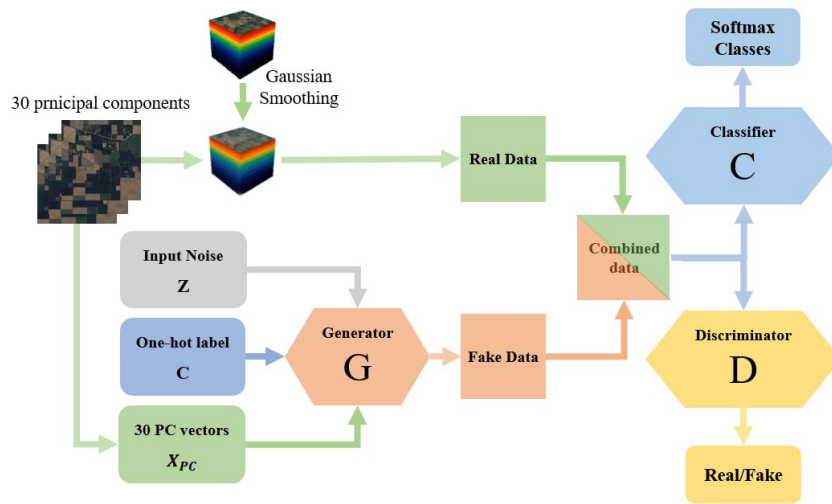 Softmax
Classes
Gaussian
Smoothing
30 prnicipal components
Classifier
C
Real Data
Input Noise
Z
Combined
data
One-hot label
C
Generator
G
Fake Data
Discriminator
D
30 PC vectors
X_PC
Real/Fake